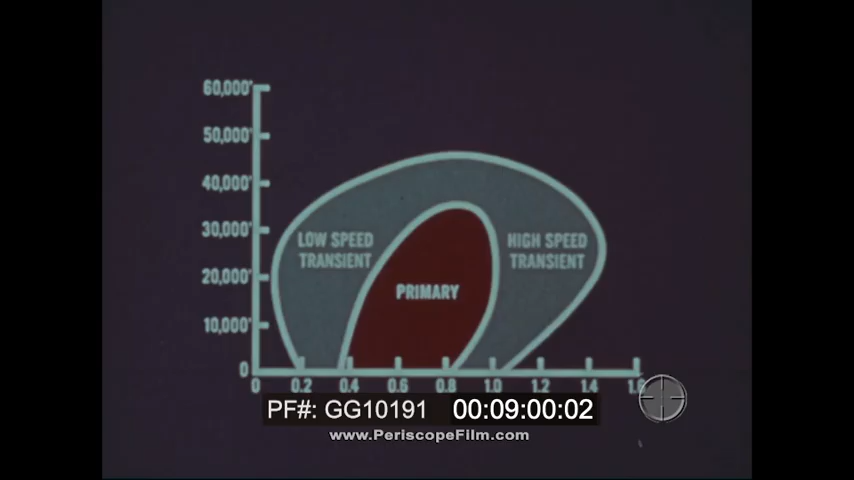 60,000'
50,000'
40,000'
30,000'
20,000'
10,000'
0
LOW SPEED
TRANSIENT
HIGH SPEED
TRANSIENT
PRIMARY
0 0.2 0.4 0.6 0.8 1.0 1.2 1.4 1.6
PF#: GG10191 00:09:00:02
www.PeriscopeFilm.com